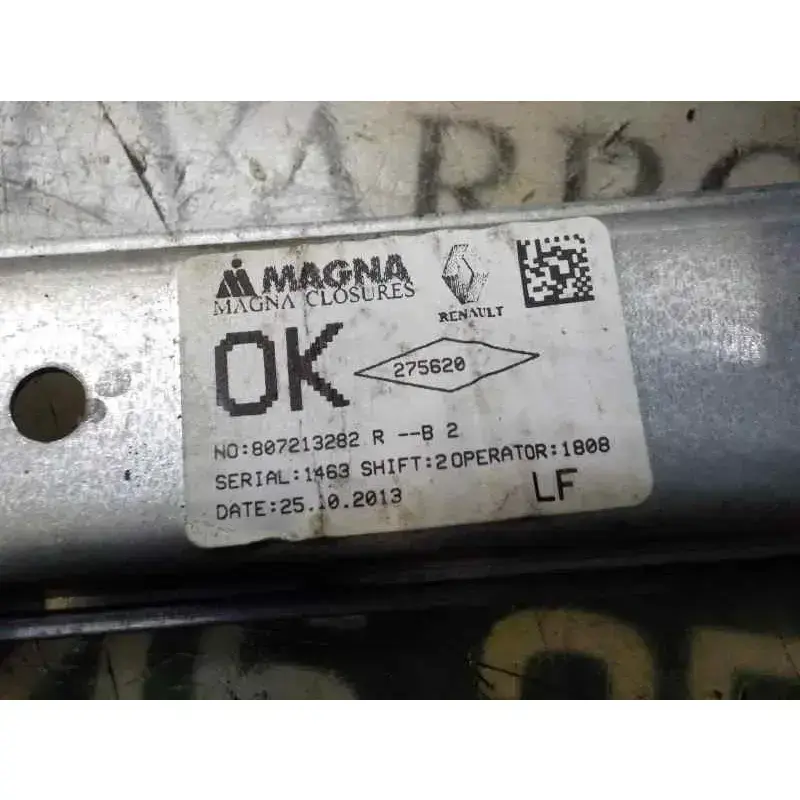 MAGNA
MAGNA CLOSURES
RENAULT
OK
275620
NO:807213282 R --B 2
SERIAL:1463 SHIFT:2 OPERATOR:1808
DATE:25.10.2013
LF